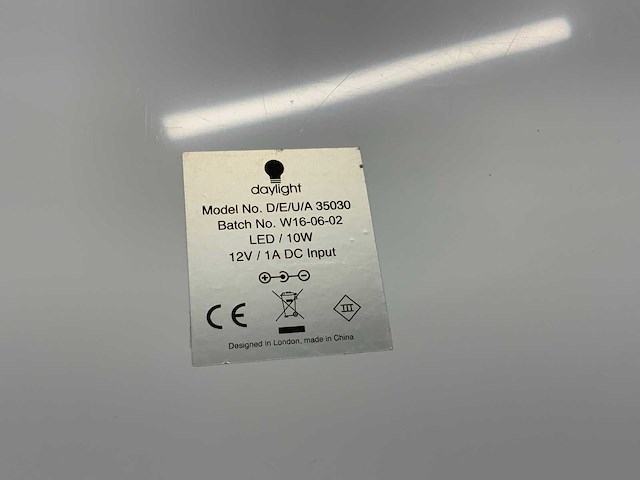 daylight
Model No. D/E/U/A 35030
Batch No. W16-06-02
LED / 10W
12V / 1A DC Input
CE
III
Designed in London, made in China